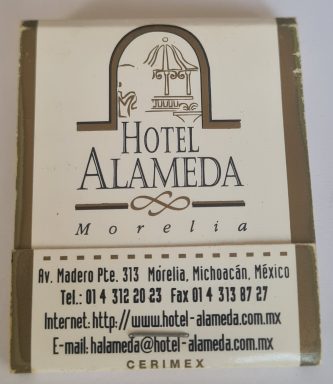 HOTEL
ALAMEDA
Morelia
Av. Madero Pte. 313 Mórelia, Michoacán, México
Tel.: 01 4 312 20 23 Fax 01 4 313 87 27
Internet: http://www.hotel-alameda.com.mx
E-mail: halameda@hotel-alameda.com.mx
CERIMEX